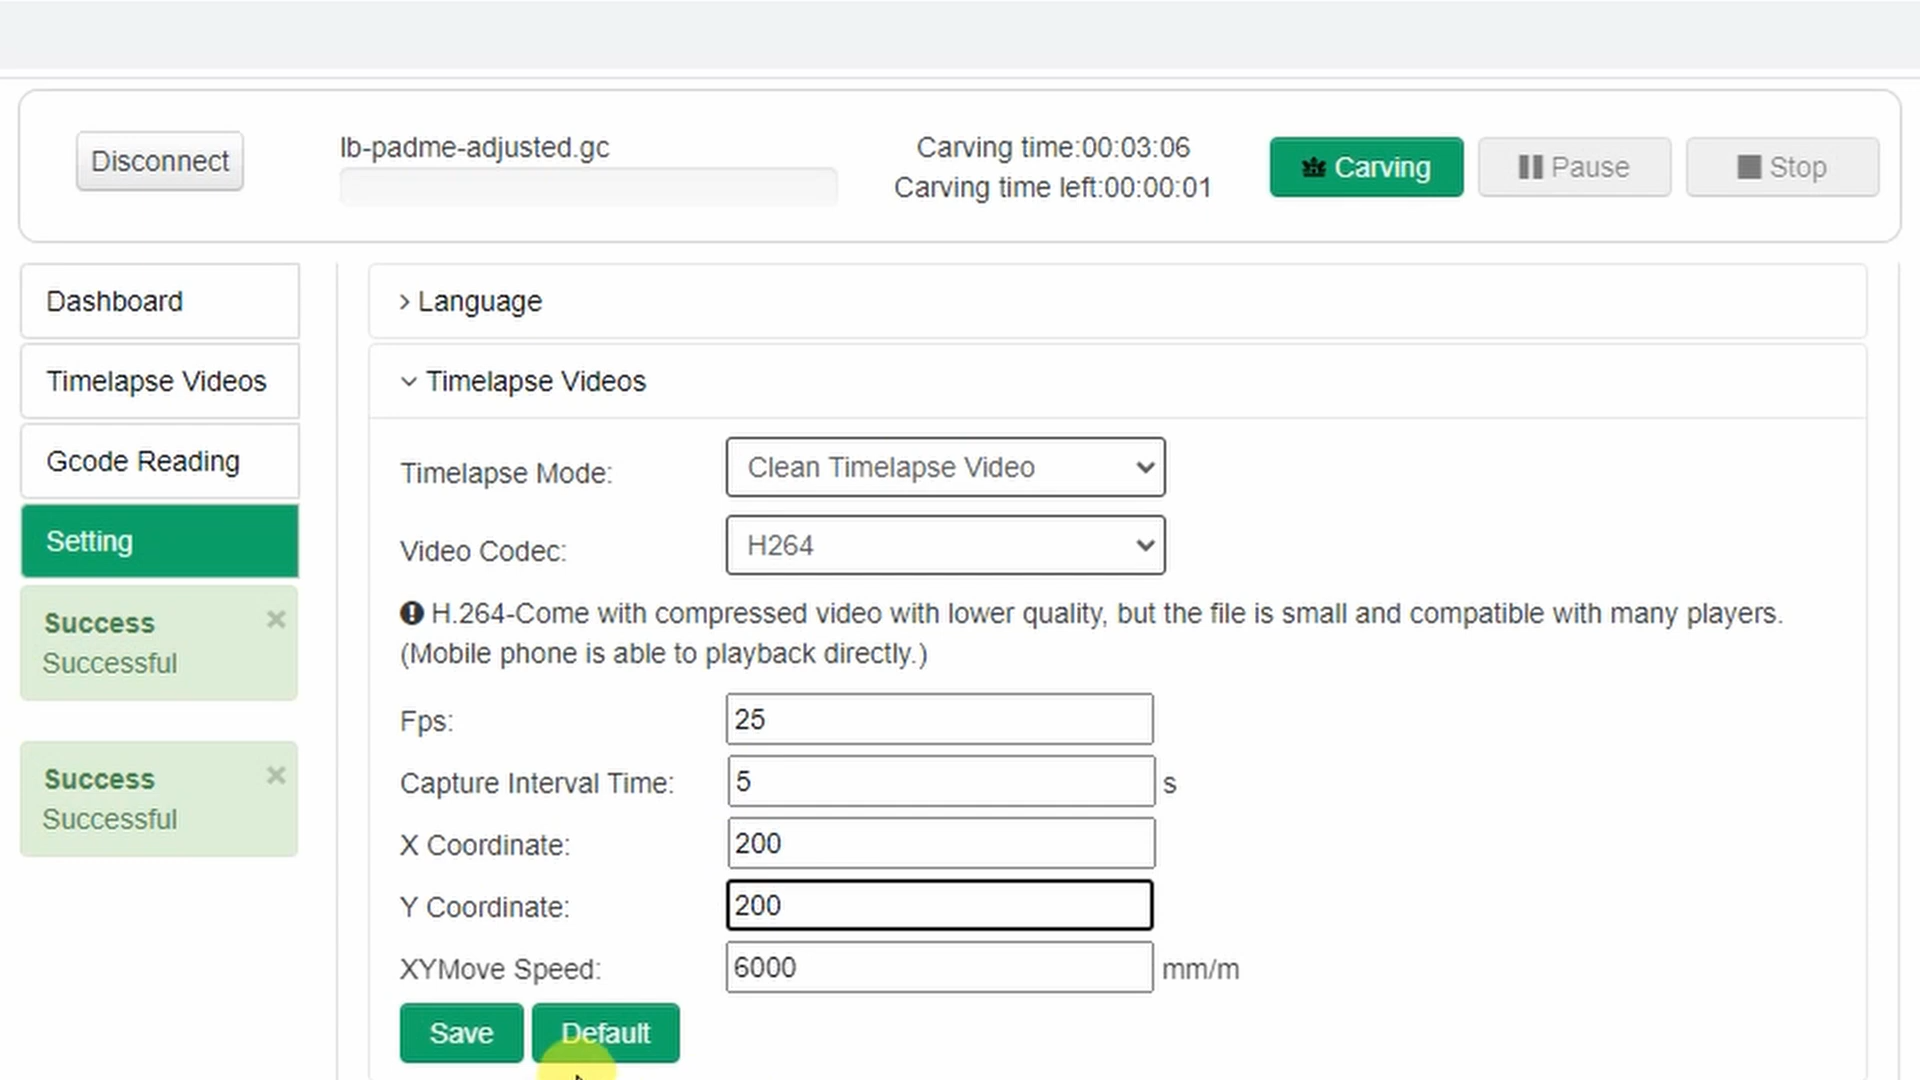 Disconnect
lb-padme-adjusted.gc
Carving time:00:03:06
Carving time left:00:00:01
Carving
Pause
Stop
Dashboard
Timelapse Videos
Gcode Reading
Setting
Success
Successful
Success
Successful
Language
Timelapse Videos
Timelapse Mode: Clean Timelapse Video
Video Codec: H264
H.264-Come with compressed video with lower quality, but the file is small and compatible with many players.
(Mobile phone is able to playback directly.)
Fps: 25
Capture Interval Time: 5 s
X Coordinate: 200
Y Coordinate: 200
XYMove Speed: 6000 mm/m
Save Default